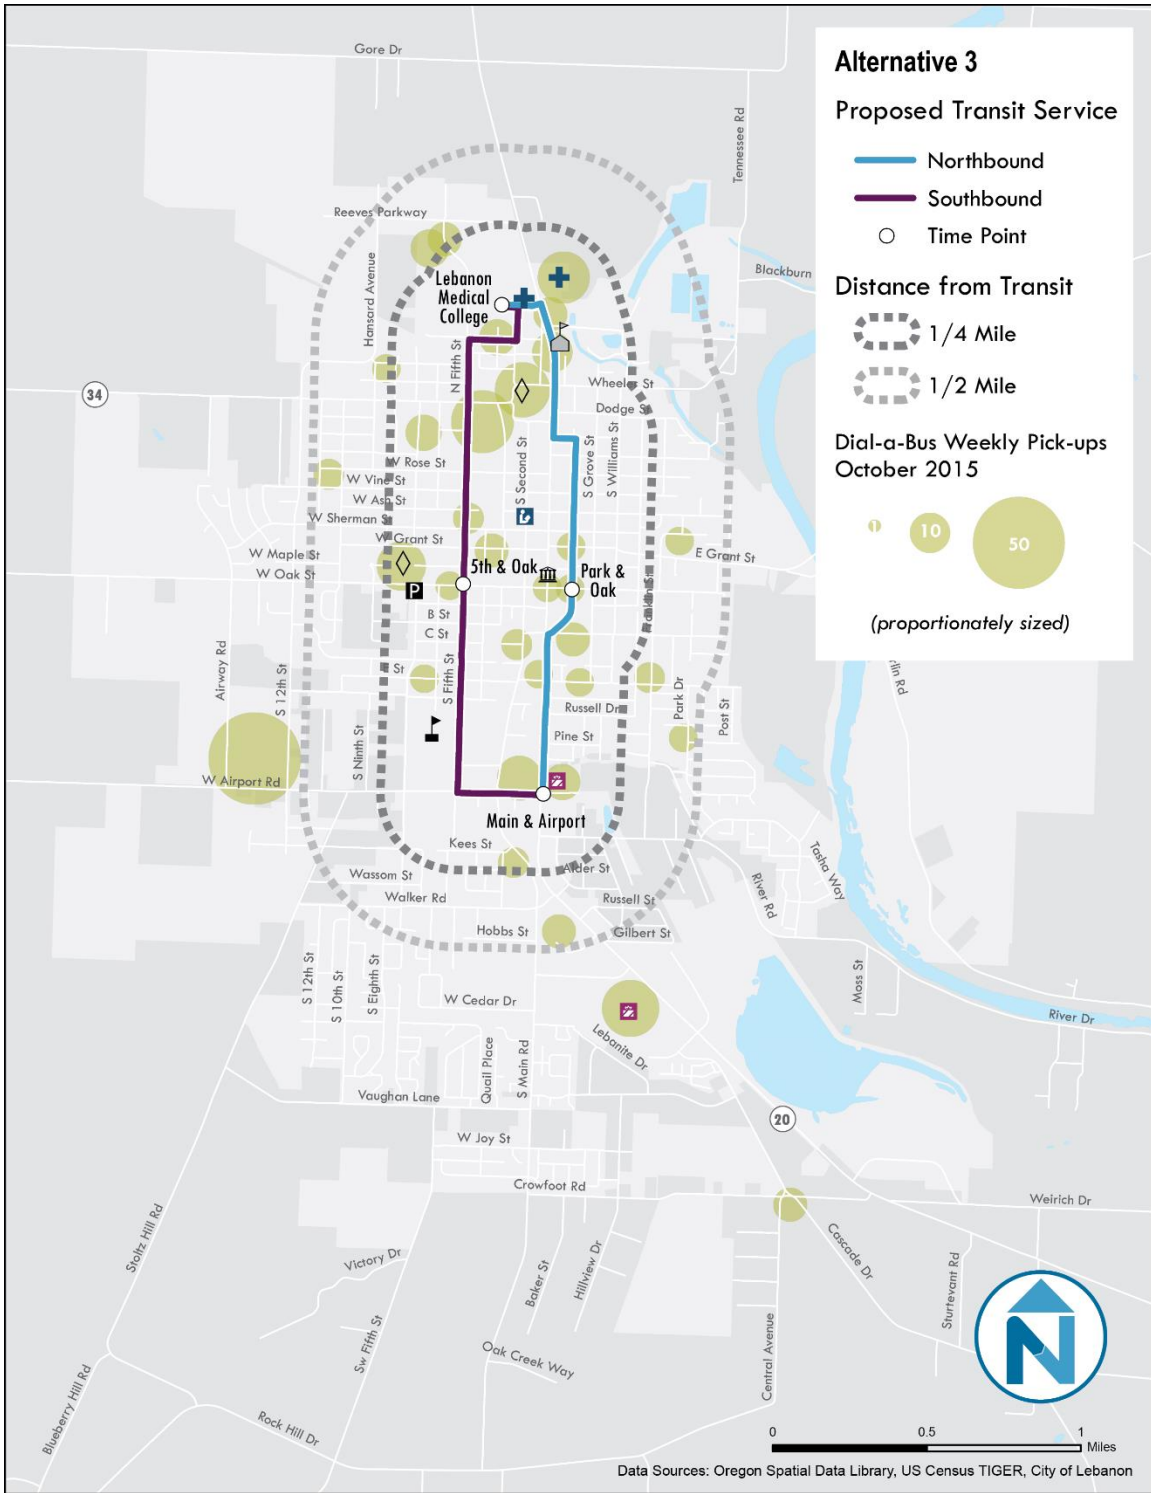 Alternative 3
Proposed Transit Service
Northbound
Southbound
Time Point
Distance from Transit
1/4 Mile
1/2 Mile
Dial-a-Bus Weekly Pick-ups
October 2015
1
10
50
(proportionately sized)
Gore Dr
Tennessee Rd
Reeves Parkway
Hansard Avenue
Blackburn
Lebanon
Medical
College
N Fifth St
34
Wheeler St
Dodge St
W Rose St
W Vine St
W Ash St
W Sherman St
W Grant St
W Maple St
W Oak St
S Second St
S Grove St
S Williams St
E Grant St
5th & Oak
Park &
Oak
Franklin St
B St
C St
St
S Fifth St
Airway Rd
S 12th St
S Ninth St
Russell Dr
Park Dr
Post St
Pine St
rlin Rd
W Airport Rd
Main & Airport
Kees St
Wassom St
Walker Rd
Alder St
Russell St
Hobbs St
Gilbert St
River Rd
Tasha Way
S 12th St
S 10th St
S Eighth St
W Cedar Dr
Moss St
River Dr
Lebanite Dr
Quail Place
S Main Rd
Vaughan Lane
20
W Joy St
Crowfoot Rd
Weirich Dr
Stoltz Hill Rd
Victory Dr
Baker St
Hillview Dr
Cascade Dr
Sturtevant Rd
Sw Fifth St
Oak Creek Way
Central Avenue
Blueberry Hill Rd
Rock Hill Dr
N
0
0.5
1
Miles
Data Sources: Oregon Spatial Data Library, US Census TIGER, City of Lebanon
P